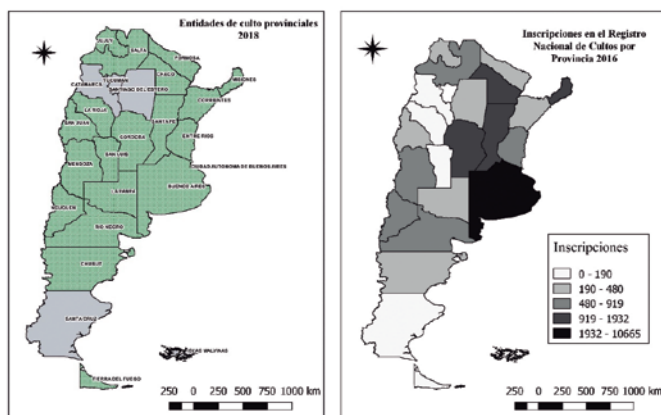 Entidades de culto provinciales
2018
JUJUY
SALTA
FORMOSA
CHACO
MISIONES
CATAMARCA
TUCUMAN
SANTIAGO DEL ESTERO
CORRIENTES
LA RIOJA
SANTA FE
SAN JUAN
CORDOBA
ENTRE RIOS
SAN LUIS
MENDOZA
CIUDAD AUTONOMA DE BUENOS AIRES
BUENOS AIRES
LA PAMPA
NEUQUEN
RIO NEGRO
CHUBUT
SANTA CRUZ
ISLAS MALVINAS
TIERRA DEL FUEGO
250 0 250 500 750 1000 km
Inscripciones en el Registro
Nacional de Cultos por
Provincia 2016
Inscripciones
0 - 190
190 - 480
480 - 919
919 - 1932
1932 - 10665
250 0 250 500 750 1000 km